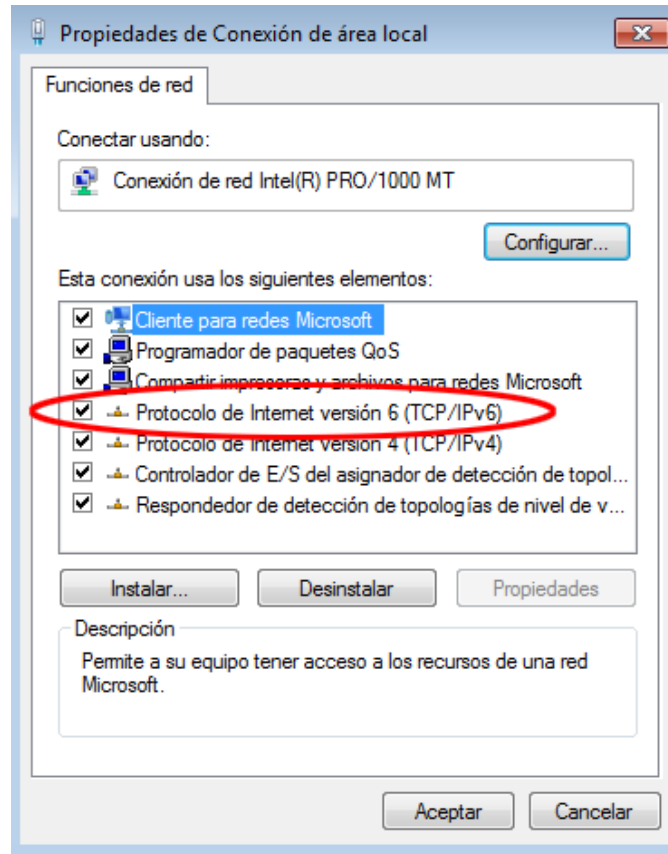 Propiedades de Conexión de área local
Funciones de red
Conectar usando:
Conexión de red Intel(R) PRO/1000 MT
Configurar...
Esta conexión usa los siguientes elementos:
Cliente para redes Microsoft
Programador de paquetes QoS
Compartir impresoras y archivos para redes Microsoft
Protocolo de Internet versión 6 (TCP/IPv6)
Protocolo de Internet versión 4 (TCP/IPv4)
Controlador de E/S del asignador de detección de topol...
Respondedor de detección de topologías de nivel de v...
Instalar... Desinstalar Propiedades
Descripción
Permite a su equipo tener acceso a los recursos de una red
Microsoft.
Aceptar Cancelar